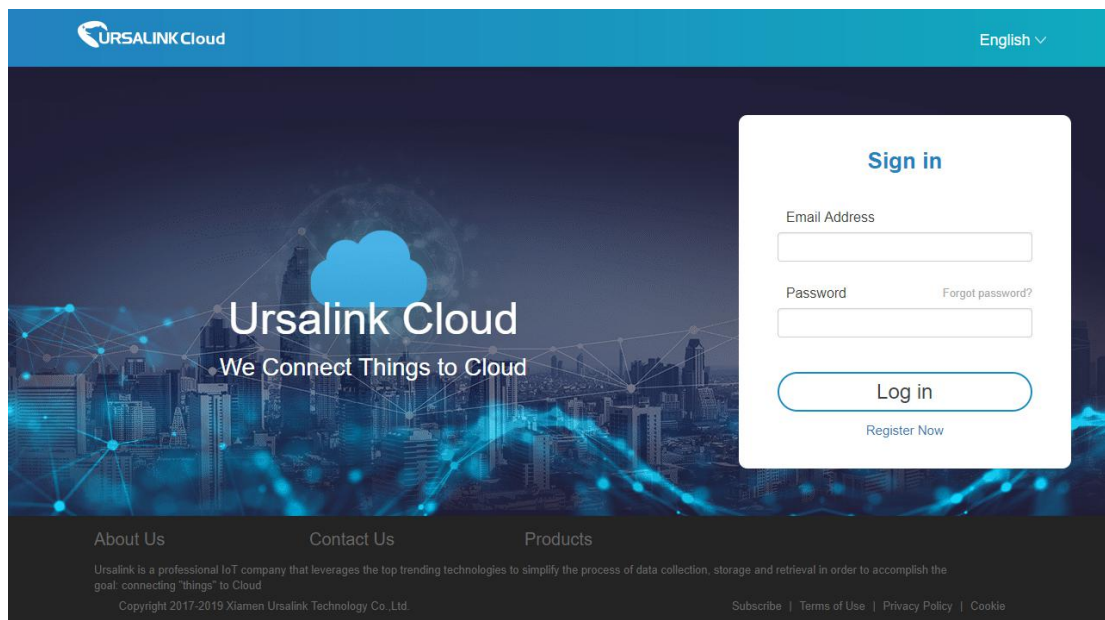 URSALINK Cloud
English
Sign in
Email Address
Ursalink Cloud
Password Forgot password?
We Connect Things to Cloud
Log in
Register Now
About Us Contact Us Products
Ursalink is a professional IoT company that leverages the top trending technologies to simplify the process of data collection, storage and retrieval in order to accomplish the
goal: connecting "things" to Cloud
Copyright 2017-2019 Xiamen Ursalink Technology Co.,Ltd. Subscribe | Terms of Use | Privacy Policy | Cookie